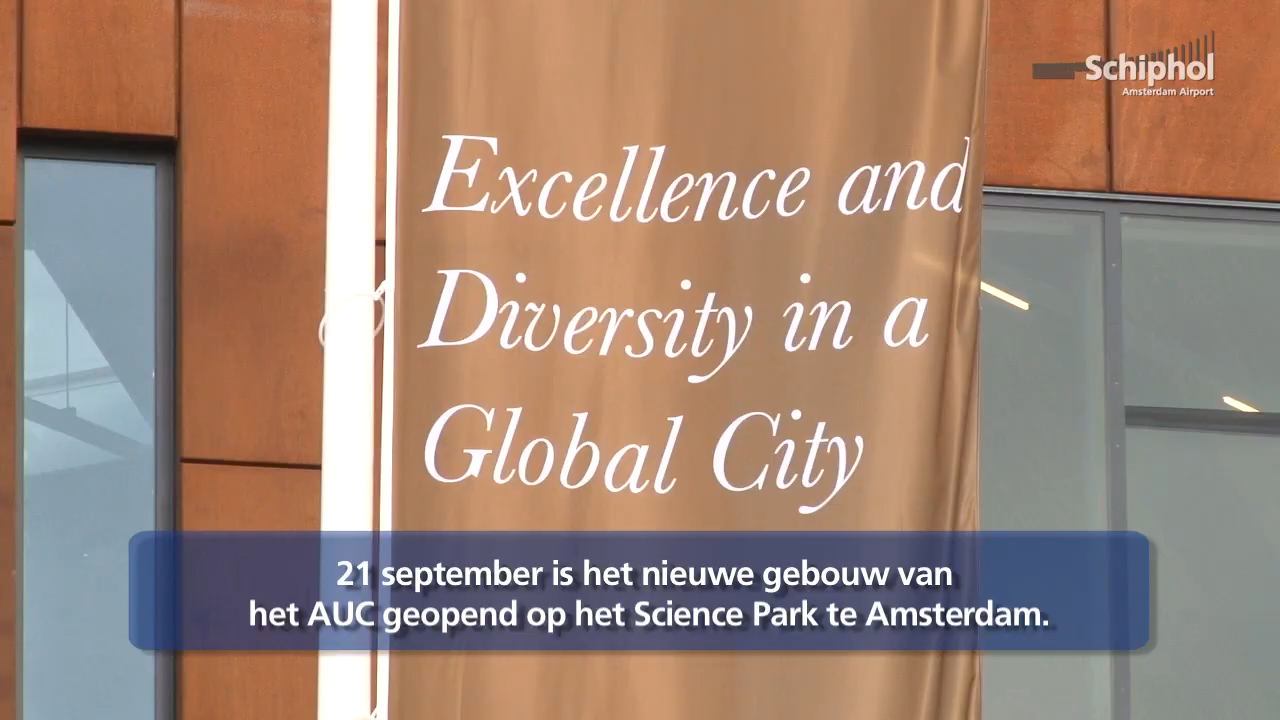 Schiphol
Amsterdam Airport
Excellence and
Diversity in a
Global City
21 september is het nieuwe gebouw van
het AUC geopend op het Science Park te Amsterdam.